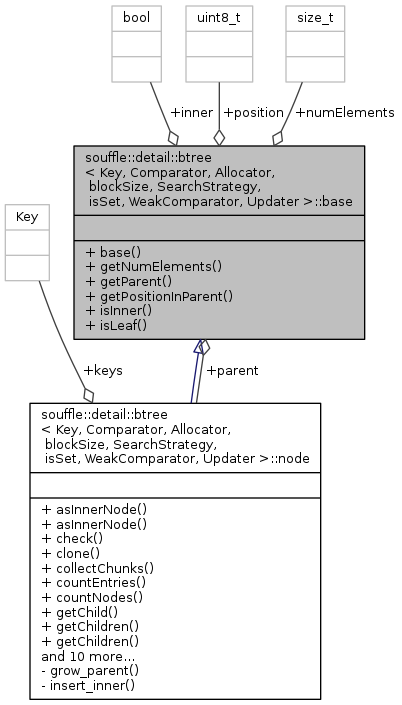 bool
uint8_t
size_t
+inner
+position
+numElements
souffle::detail::btree
< Key, Comparator, Allocator,
blockSize, SearchStrategy,
isSet, WeakComparator, Updater >::base
+ base()
+ getNumElements()
+ getParent()
+ getPositionInParent()
+ isInner()
+ isLeaf()
Key
+keys
+parent
souffle::detail::btree
< Key, Comparator, Allocator,
blockSize, SearchStrategy,
isSet, WeakComparator, Updater >::node
+ asInnerNode()
+ asInnerNode()
+ check()
+ clone()
+ collectChunks()
+ countEntries()
+ countNodes()
+ getChild()
+ getChildren()
+ getChildren()
and 10 more...
- grow_parent()
- insert_inner()